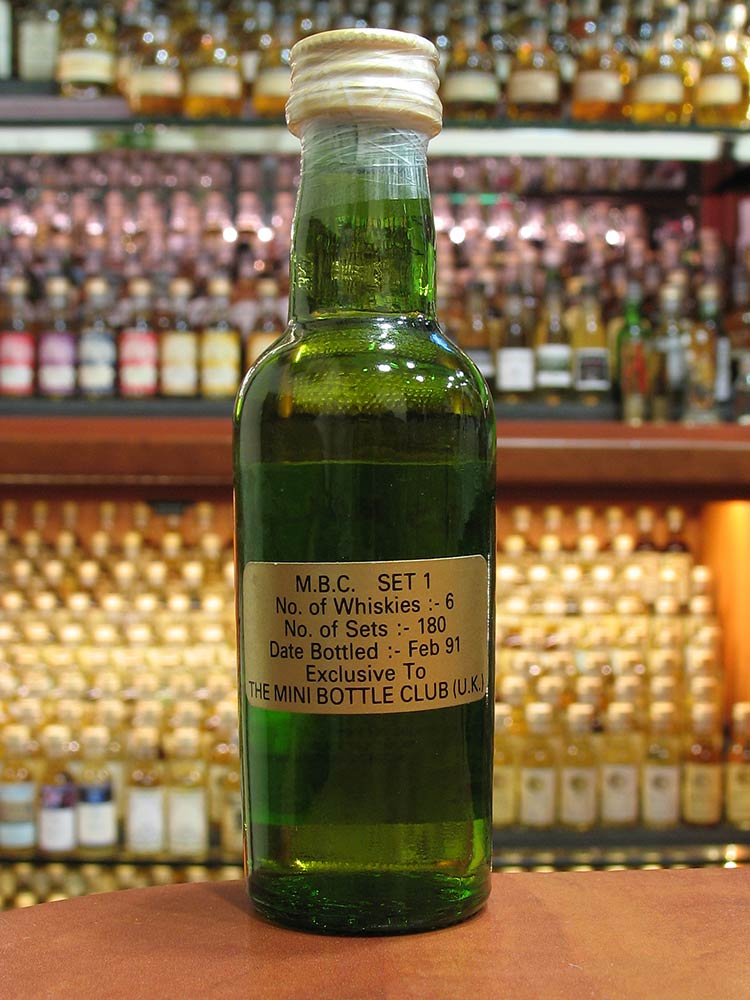 M.B.C. SET 1
No. of Whiskies :- 6
No. of Sets :- 180
Date Bottled :- Feb 91
Exclusive To
THE MINI BOTTLE CLUB (U.K.)